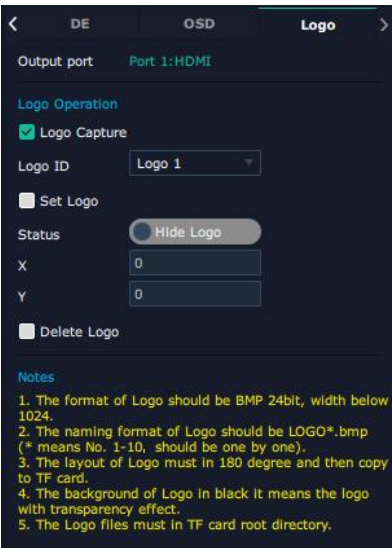 DE OSD Logo
Output port Port 1:HDMI
Logo Operation
Logo Capture
Logo ID Logo 1
Set Logo
Status Hide Logo
X 0
Y 0
Delete Logo
Notes
1. The format of Logo should be BMP 24bit, width below
1024.
2. The naming format of Logo should be LOGO*.bmp
(* means No. 1-10, should be one by one).
3. The layout of Logo must in 180 degree and then copy
to TF card.
4. The background of Logo in black it means the logo
with transparency effect.
5. The Logo files must in TF card root directory.